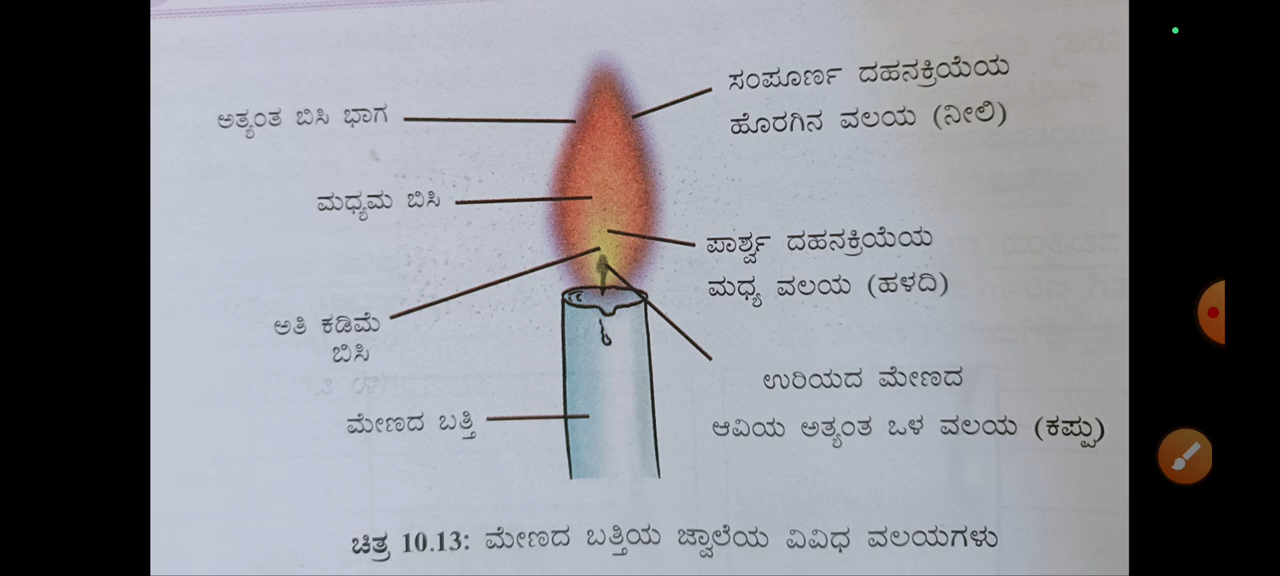 ಅತ್ಯಂತ ಬಿಸಿ ಭಾಗ
ಸಂಪೂರ್ಣ ದಹನಕ್ರಿಯೆಯ
ಹೊರಗಿನ ವಲಯ (ನೀಲಿ)
ಮಧ್ಯಮ ಬಿಸಿ
ಪಾರ್ಶ್ವ ದಹನಕ್ರಿಯೆಯ
ಮಧ್ಯ ವಲಯ (ಹಳದಿ)
ಅತಿ ಕಡಿಮೆ
ಬಿಸಿ
ಉರಿಯದ ಮೇಣದ
ಆವಿಯ ಅತ್ಯಂತ ಒಳ ವಲಯ (ಕಪ್ಪು)
ಮೇಣದ ಬತ್ತಿ
ಚಿತ್ರ 10.13: ಮೇಣದ ಬತ್ತಿಯ ಜ್ವಾಲೆಯ ವಿವಿಧ ವಲಯಗಳು